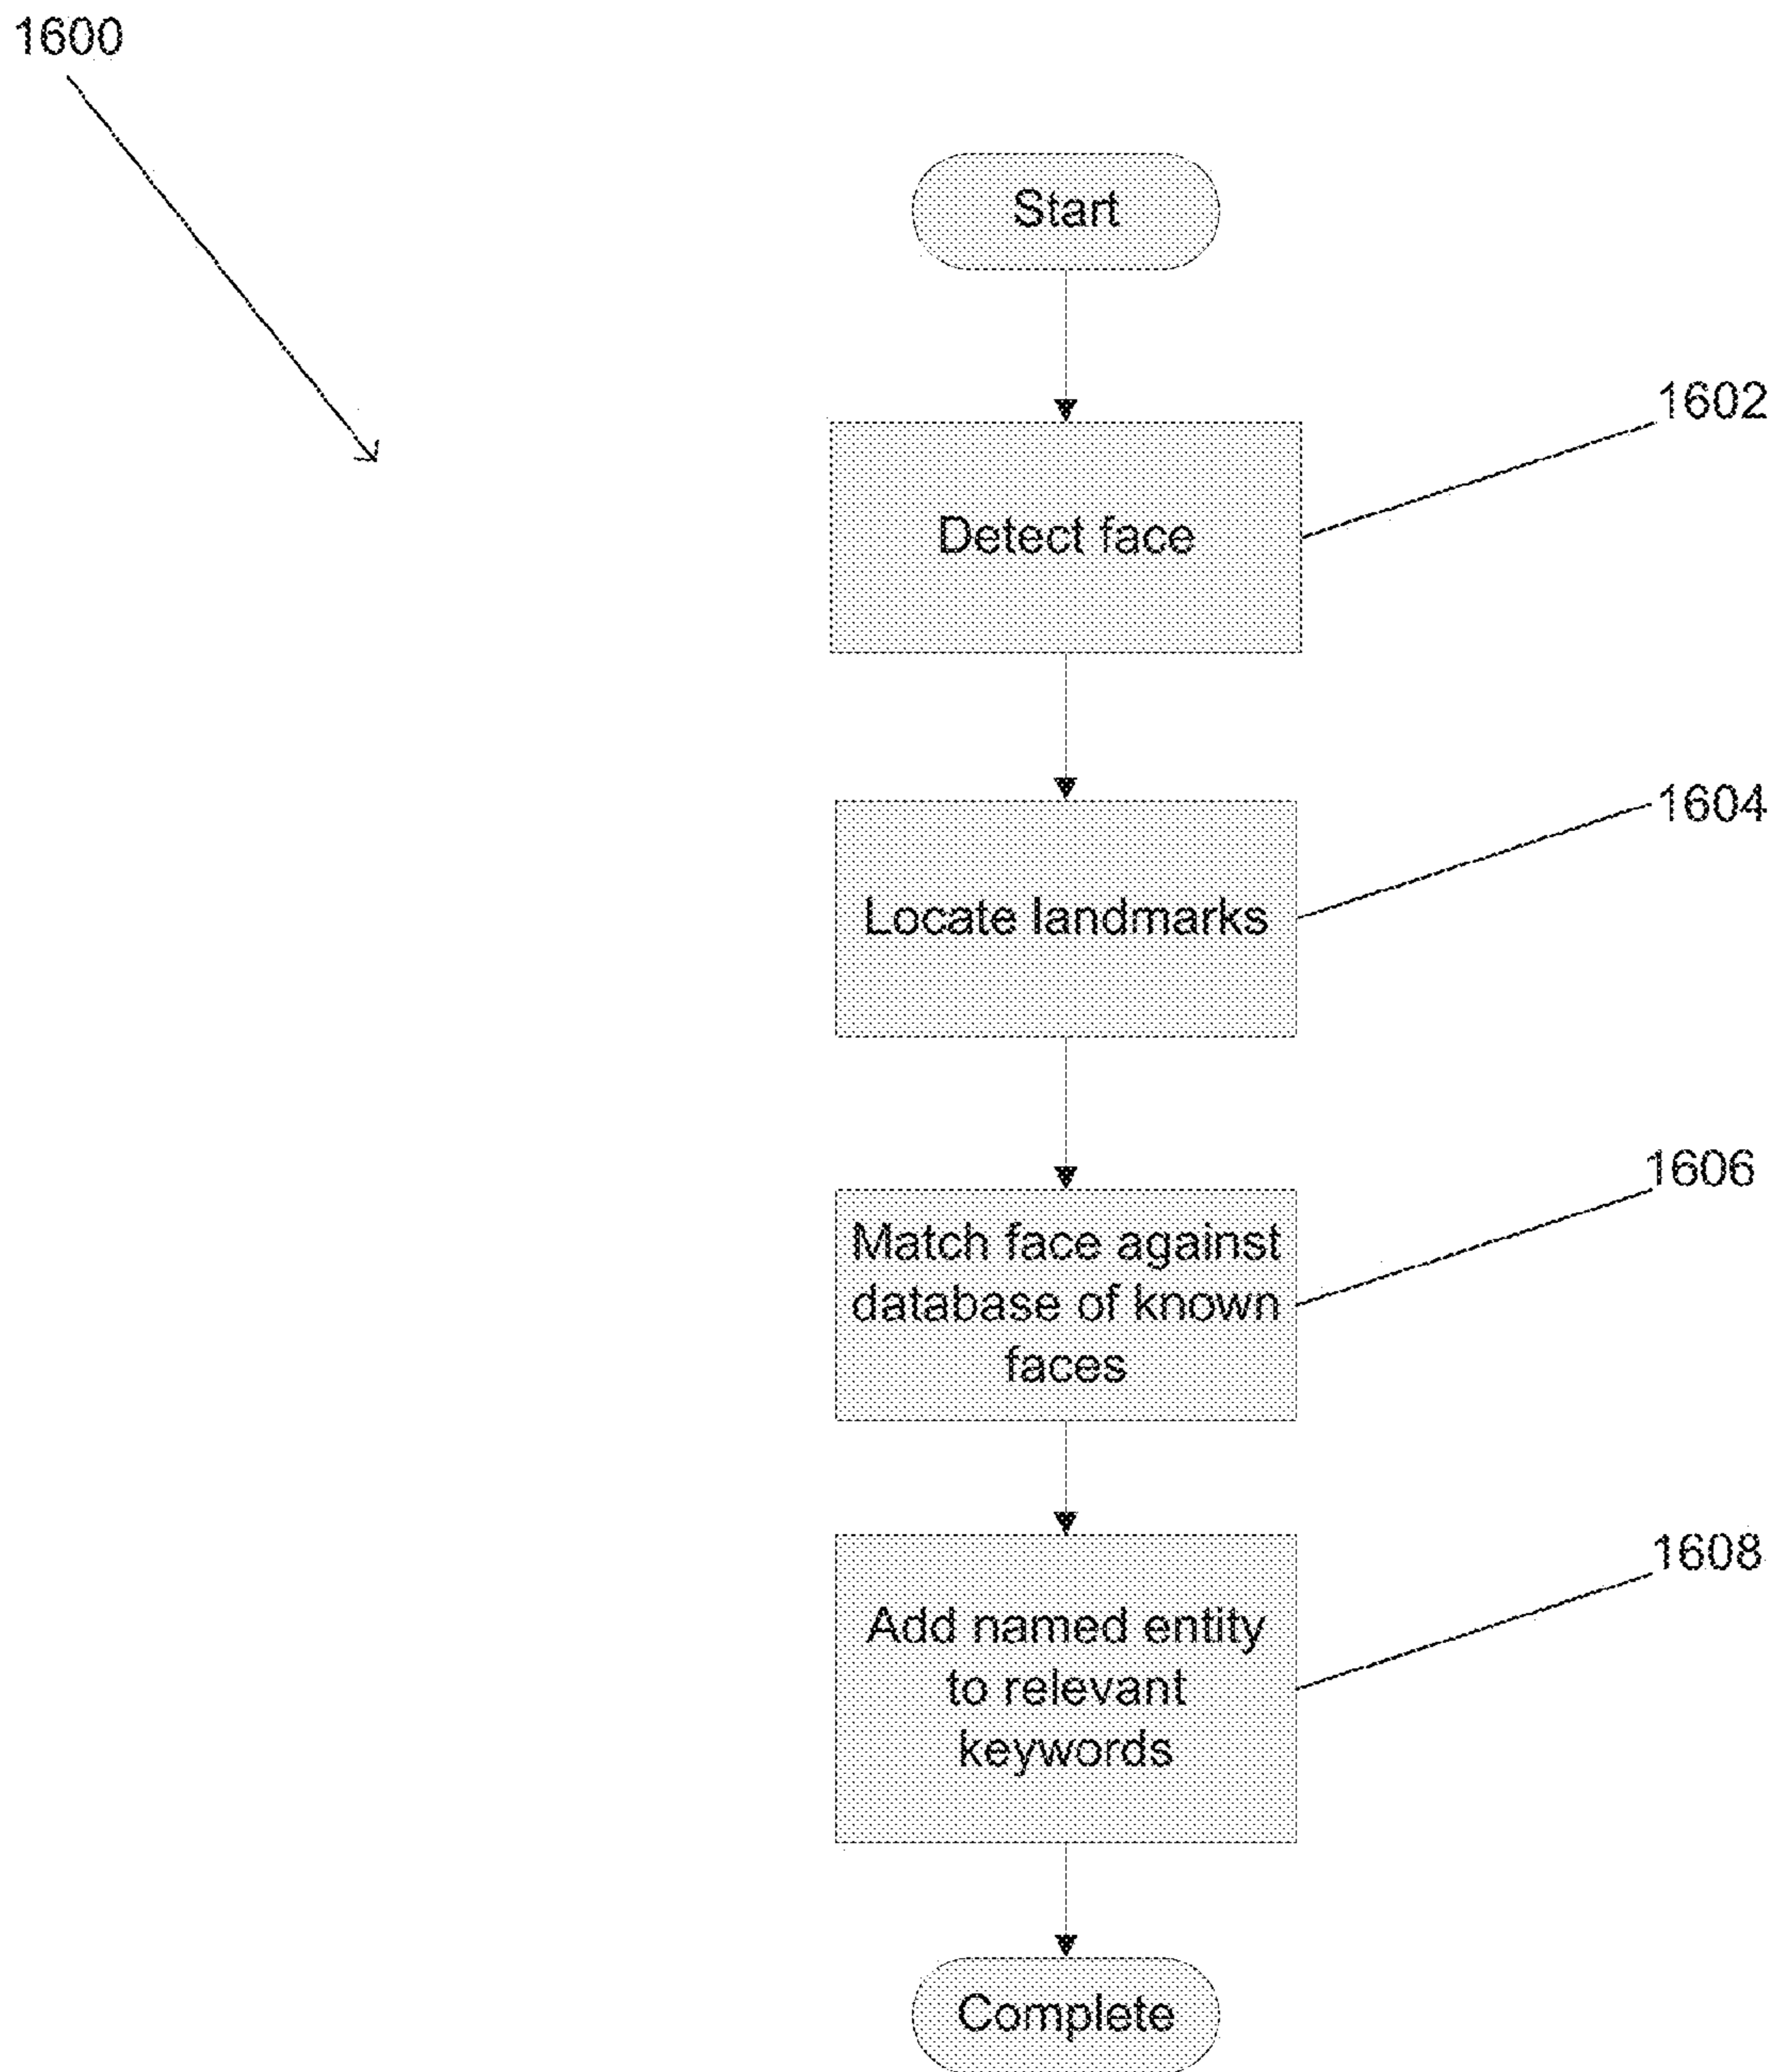 1600
Start
1602
Detect face
1604
Locate landmarks
1606
Match face against
database of known
faces
1608
Add named entity
to relevant
keywords
Complete